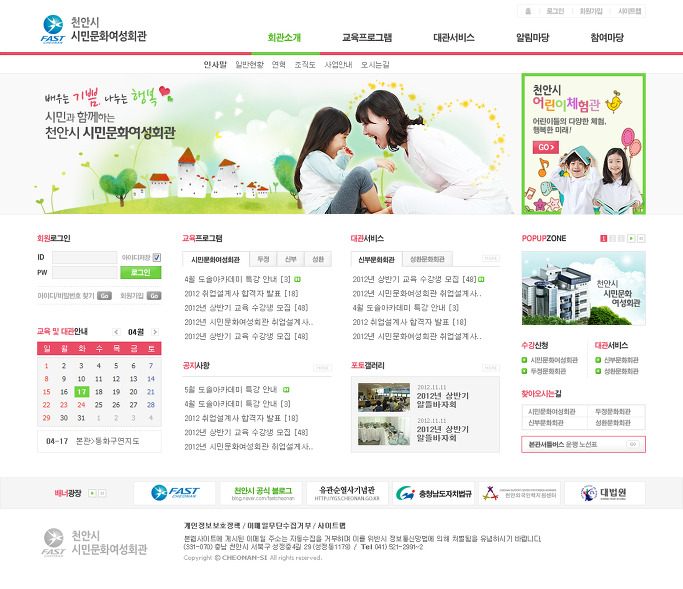 홈 로그인 회원가입 사이트맵
FAST
천안시
시민문화여성회관
회관소개 교육프로그램 대관서비스 알림마당 참여마당
인사말 일반현황 연혁 조직도 사업안내 오시는길
배우는 기쁨, 나누는 행복
시민과 함께하는
천안시 시민문화여성회관
천안시
어린이체험관
어린이들의 다양한 체험,
행복한 미래!
GO >
회원로그인
ID 아이디저장
PW 로그인
아이디/비밀번호 찾기 Go 회원가입 Go
교육 및 대관안내 < 04월 >
일 월 화 수 목 금 토
1 2 3 4 5 6 7
8 9 10 11 12 13 14
15 16 17 18 19 20 21
22 23 24 25 26 27 28
29 30 31 1 2 3 4
04-17 본관>통화구연지도
교육프로그램
시민문화여성회관 두정 신부 성환
4월 도솔아카데미 특강 안내 [3]
2012 취업설계사 합격자 발표 [18]
2012년 상반기 교육 수강생 모집 [48]
2012년 시민문화여성회관 취업설계사..
2012년 상반기 교육 수강생 모집 [48]
대관서비스
신부문화회관 성환문화회관 MORE
2012년 상반기 교육 수강생 모집 [48]
2012년 시민문화여성회관 취업설계사..
4월 도솔아카데미 특강 안내 [3]
2012 취업설계사 합격자 발표 [18]
2012년 시민문화여성회관 취업설계사..
공지사항 MORE
5월 도솔아카데미 특강 안내
4월 도솔아카데미 특강 안내 [3]
2012 취업설계사 합격자 발표 [18]
2012년 상반기 교육 수강생 모집 [48]
2012년 시민문화여성회관 취업설계사..
포토갤러리 MORE
2012.11.11
2012년 상반기
알뜰바자회
2012.11.11
2012년 상반기
알뜰바자회
POPUPZONE 1 2 3
천안시
시민문화
여성회관
수강신청
시민문화여성회관
두정문화회관
대관서비스
신부문화회관
성환문화회관
찾아오시는길
시민문화여성회관 두정문화회관
신부문화회관 성환문화회관
본관셔틀버스 운행 노선표 GO
배너광장
FAST
천안시 공식 블로그
blog.naver.com/fastcheonan
유관순열사기념관
HTTP://YGS.CHEONAN.GO.KR
충청남도자치법규
천안외국인력지원센터
대법원
천안시
시민문화여성회관
개인정보보호정책 / 이메일무단수집거부 / 사이트맵
본웹사이트에 게시된 이메일 주소는 자동수집을 거부하며 이를 위반시 정보통신망법에 의해 처벌됨을 유념하시기 바랍니다.
(331-070) 충남 천안시 서북구 성정중4길 29 (성정동1179) / Tel 041) 521-2891~2
Copyright © CHEONAN-SI All rights reserved.